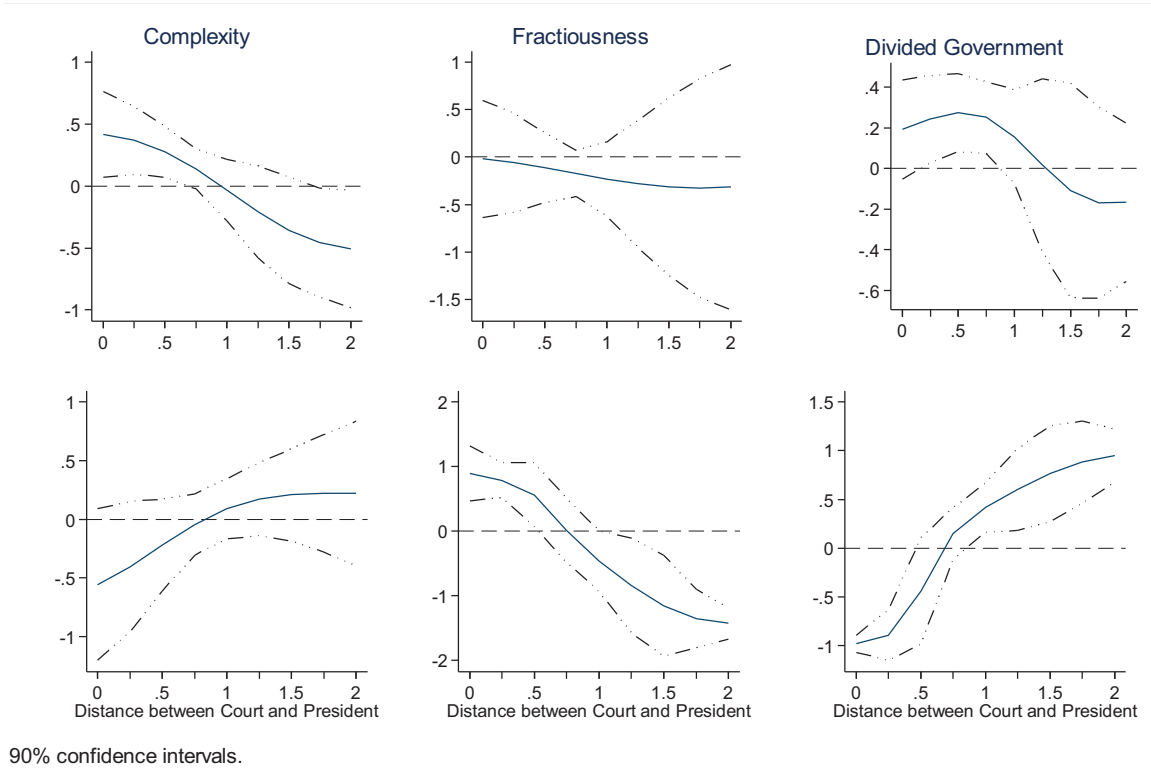 Complexity
1
.5
0
-.5
-1
0 .5 1 1.5 2
Fractiousness
1
.5
0
-.5
-1
-1.5
0 .5 1 1.5 2
Divided Government
.4
.2
0
-.2
-.4
-.6
0 .5 1 1.5 2
1
.5
0
-.5
-1
0 .5 1 1.5 2
Distance between Court and President
2
1
0
-1
-2
0 .5 1 1.5 2
Distance between Court and President
1.5
1
.5
0
-.5
-1
0 .5 1 1.5 2
Distance between Court and President
90% confidence intervals.